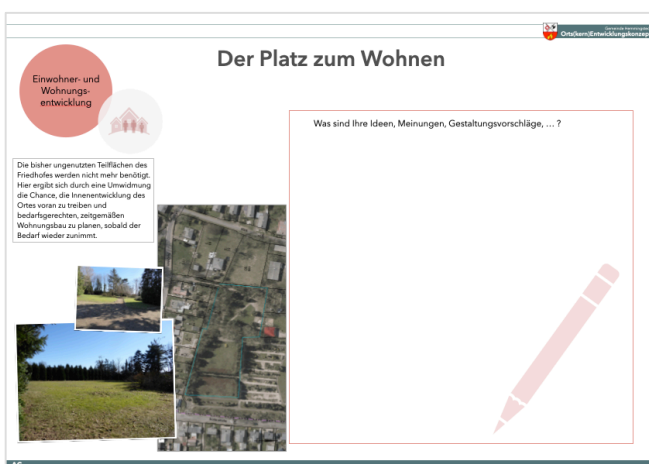 Ortskern(Entwicklungskonzept
Der Platz zum Wohnen
Einwohner- und
Wohnungs-
entwicklung
Was sind Ihre Ideen, Meinungen, Gestaltungsvorschläge, … ?
Die bisher ungenutzten Teilflächen des
Friedhofes werden nicht mehr benötigt.
Hier ergibt sich durch eine Umwidmung
die Chance, die Innenentwicklung des
Ortes voran zu treiben und
bedarfsgerechten, zeitgemäßen
Wohnungsbau zu planen, sobald der
Bedarf wieder zunimmt.